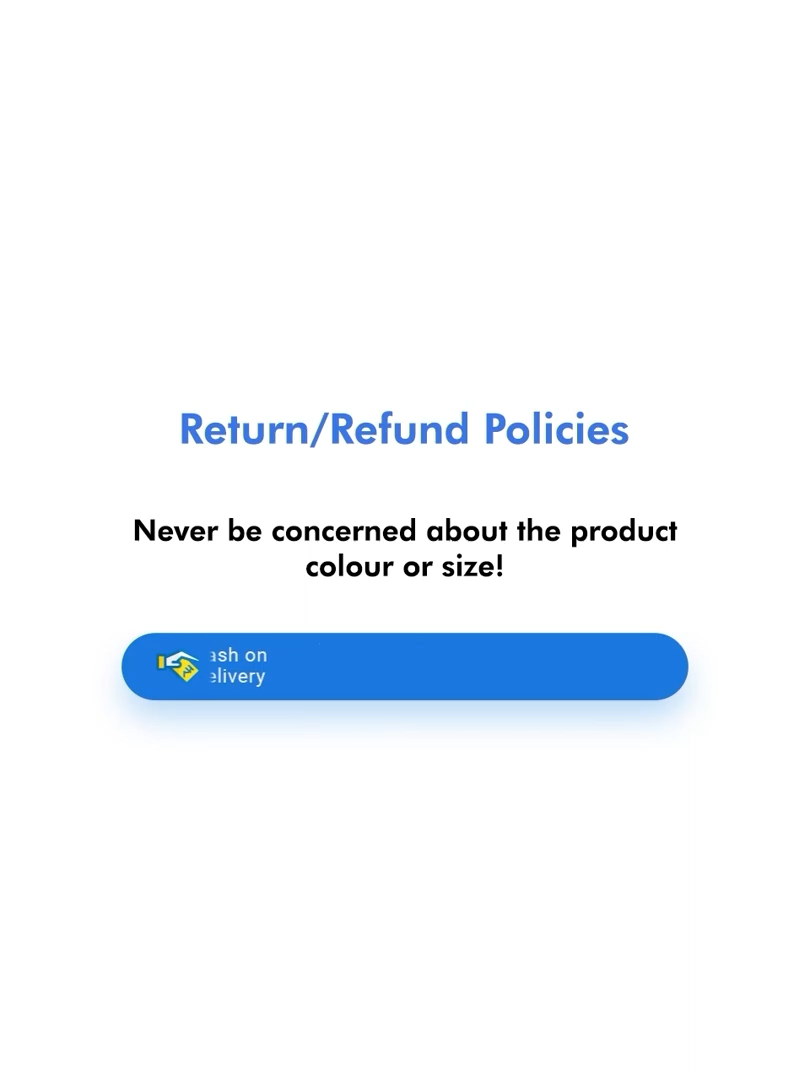 Return/Refund Policies
Never be concerned about the product
colour or size!
ash on
elivery